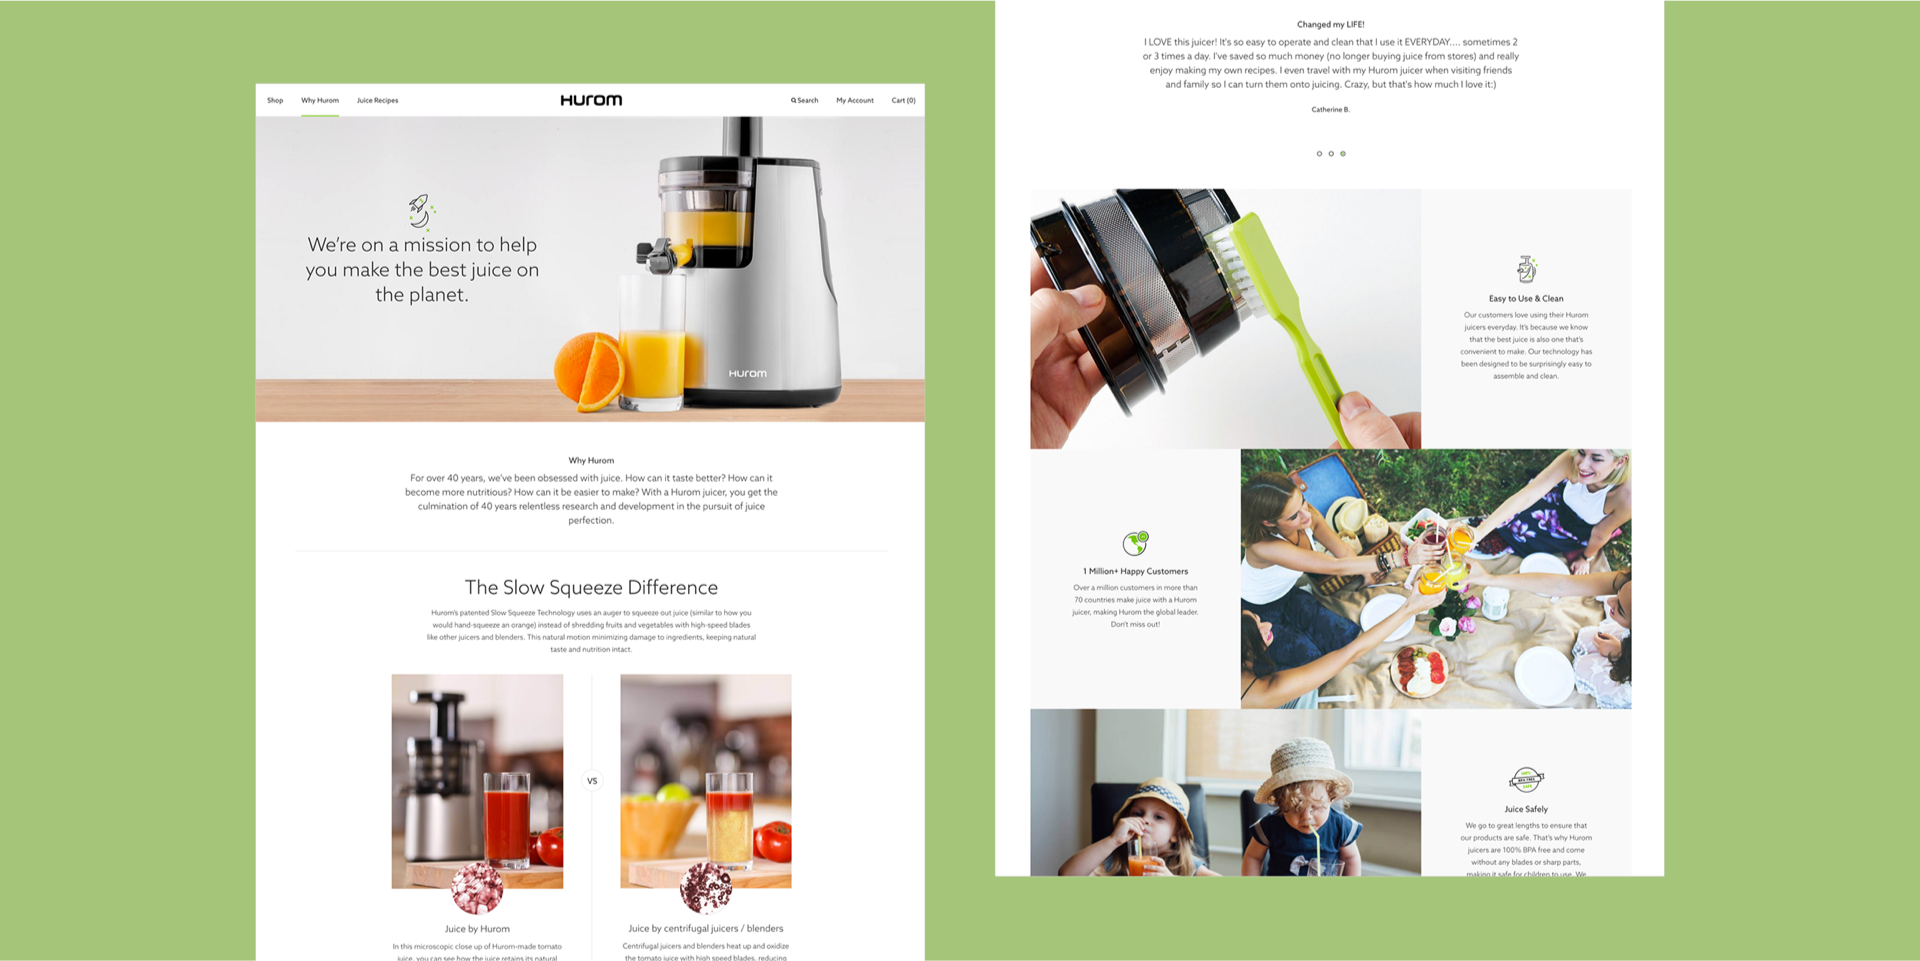 Shop
Why Hurom
Juice Recipes
Hurom
Search
My Account
Cart (0)
We're on a mission to help
you make the best juice on
the planet.
Hurom
Why Hurom
For over 40 years, we've been obsessed with juice. How can it taste better? How can it
become more nutritious? How can it be easier to make? With a Hurom juicer, you get the
culmination of 40 years relentless research and development in the pursuit of juice
perfection.
The Slow Squeeze Difference
Hurom's patented Slow Squeeze Technology uses an auger to squeeze out juice (similar to how you
would hand-squeeze an orange) instead of shredding fruits and vegetables with high-speed blades
like other juicers and blenders. This natural motion minimizing damage to ingredients, keeping natural
taste and nutrition intact.
VS
Juice by Hurom
In this microscopic close up of Hurom-made tomato
juice, you can see how the juice retains its natural
Juice by centrifugal juicers / blenders
Centrifugal juicers and blenders heat up and oxidize
the tomato juice with high speed blades, reducing
Changed my LIFE!
I LOVE this juicer! It's so easy to operate and clean that I use it EVERYDAY.... sometimes 2
or 3 times a day. I've saved so much money (no longer buying juice from stores) and really
enjoy making my own recipes. I even travel with my Hurom juicer when visiting friends
and family so I can turn them onto juicing. Crazy, but that's how much I love it:)
Catherine B.
Easy to Use & Clean
Our customers love using their Hurom
juicers everyday. It's because we know
that the best juice is also one that's
convenient to make. Our technology has
been designed to be surprisingly easy to
assemble and clean.
1 Million+ Happy Customers
Over a million customers in more than
70 countries make juice with a Hurom
juicer, making Hurom the global leader.
Don't miss out!
BPA FREE
Juice Safely
We go to great lengths to ensure that
our products are safe. That's why Hurom
juicers are 100% BPA free and come
without any blades or sharp parts,
making it safe for children to use. We